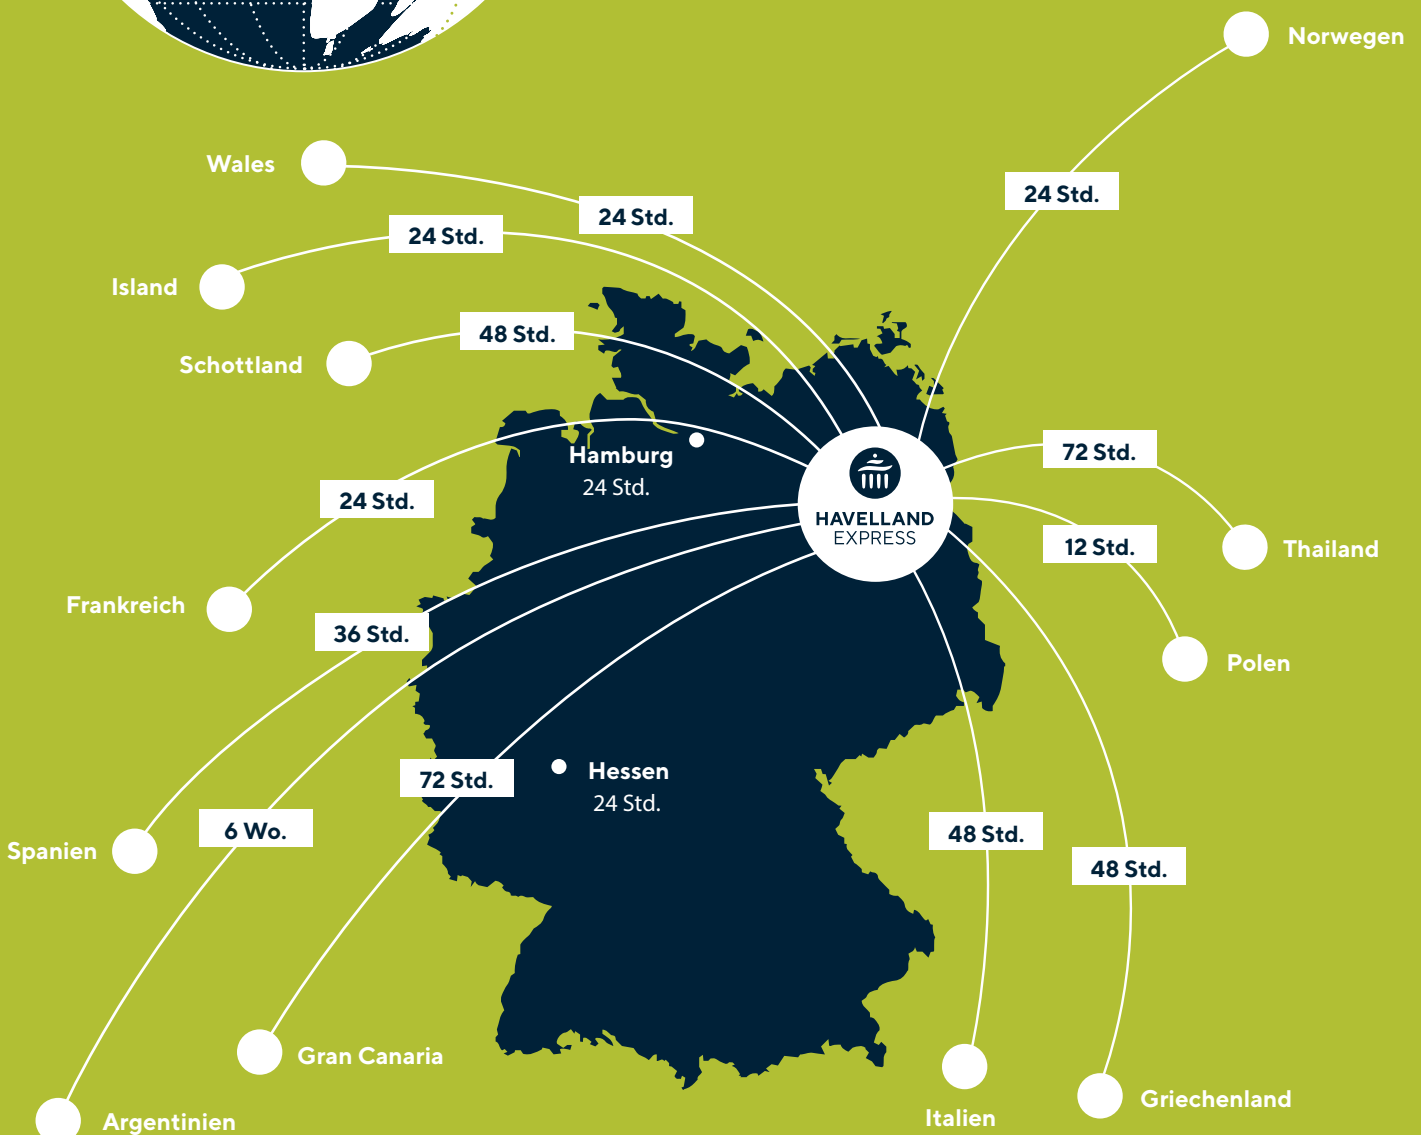 Norwegen
Wales
24 Std.
24 Std.
24 Std.
Island
48 Std.
Schottland
Hamburg
24 Std.
24 Std.
72 Std.
HAVELLAND
EXPRESS
12 Std.
Thailand
Frankreich
36 Std.
Polen
72 Std.
Hessen
24 Std.
6 Wo.
48 Std.
Spanien
48 Std.
Gran Canaria
Argentinien
Italien
Griechenland